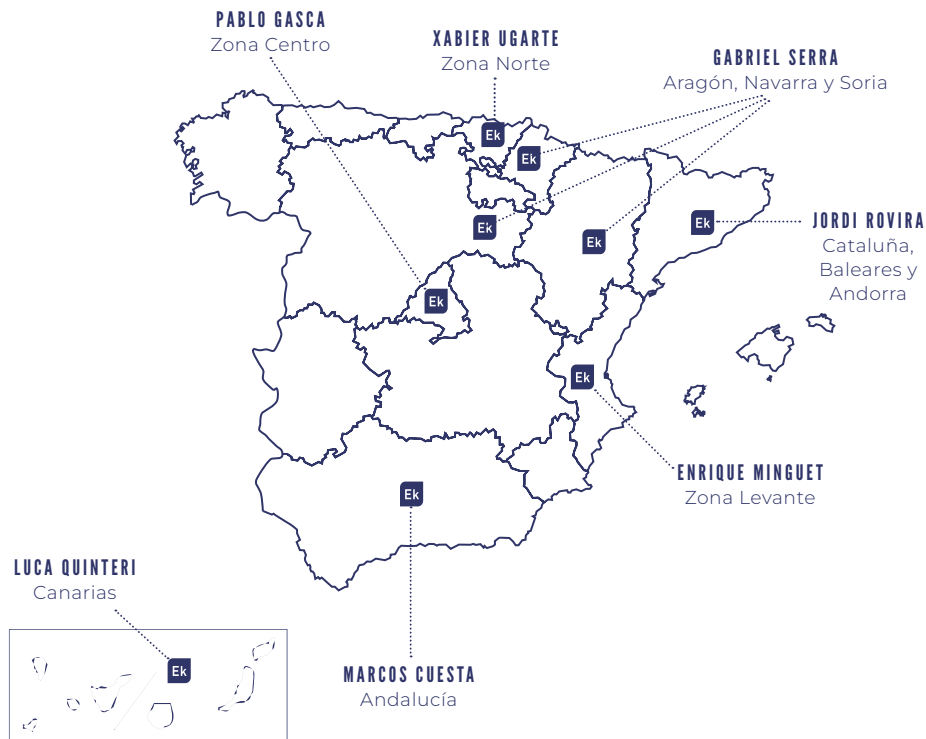 PABLO GASCA
Zona Centro
XABIER UGARTE
Zona Norte
GABRIEL SERRA
Aragón, Navarra y Soria
Ek
Ek
Ek
Ek
Ek
JORDI ROVIRA
Cataluña,
Baleares y
Andorra
Ek
Ek
ENRIQUE MINGUET
Zona Levante
Ek
LUCA QUINTERI
Canarias
Ek
MARCOS CUESTA
Andalucía